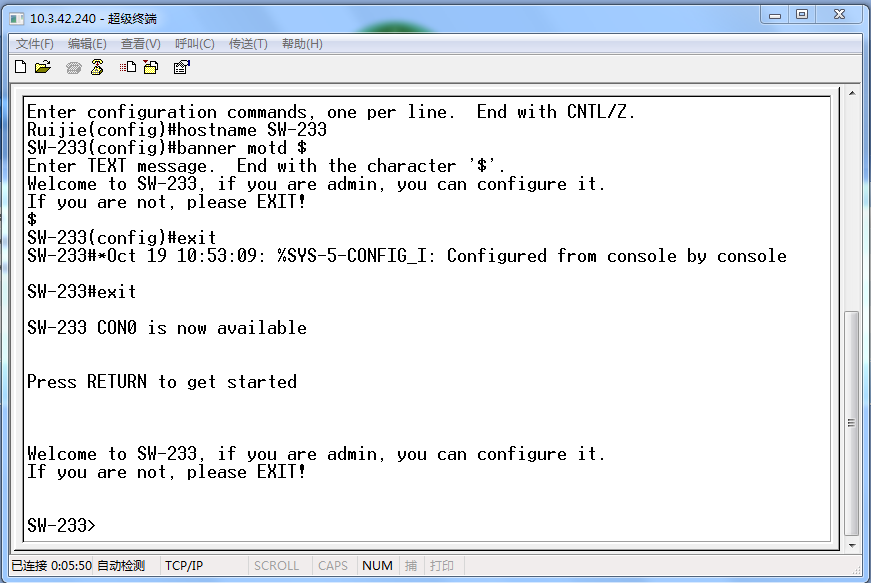 10.3.42.240 - 超级终端
文件(F) 编辑(E) 查看(V) 呼叫(C) 传送(T) 帮助(H)
Enter configuration commands, one per line.  End with CNTL/Z.
Ruijie(config)#hostname SW-233
SW-233(config)#banner motd $
Enter TEXT message.  End with the character '$'.
Welcome to SW-233, if you are admin, you can configure it.
If you are not, please EXIT!
$
SW-233(config)#exit
SW-233#*Oct 19 10:53:09: %SYS-5-CONFIG_I: Configured from console by console
SW-233#exit
SW-233 CON0 is now available
Press RETURN to get started
Welcome to SW-233, if you are admin, you can configure it.
If you are not, please EXIT!
SW-233>
已连接 0:05:50 自动检测 TCP/IP SCROLL CAPS NUM 捕 打印